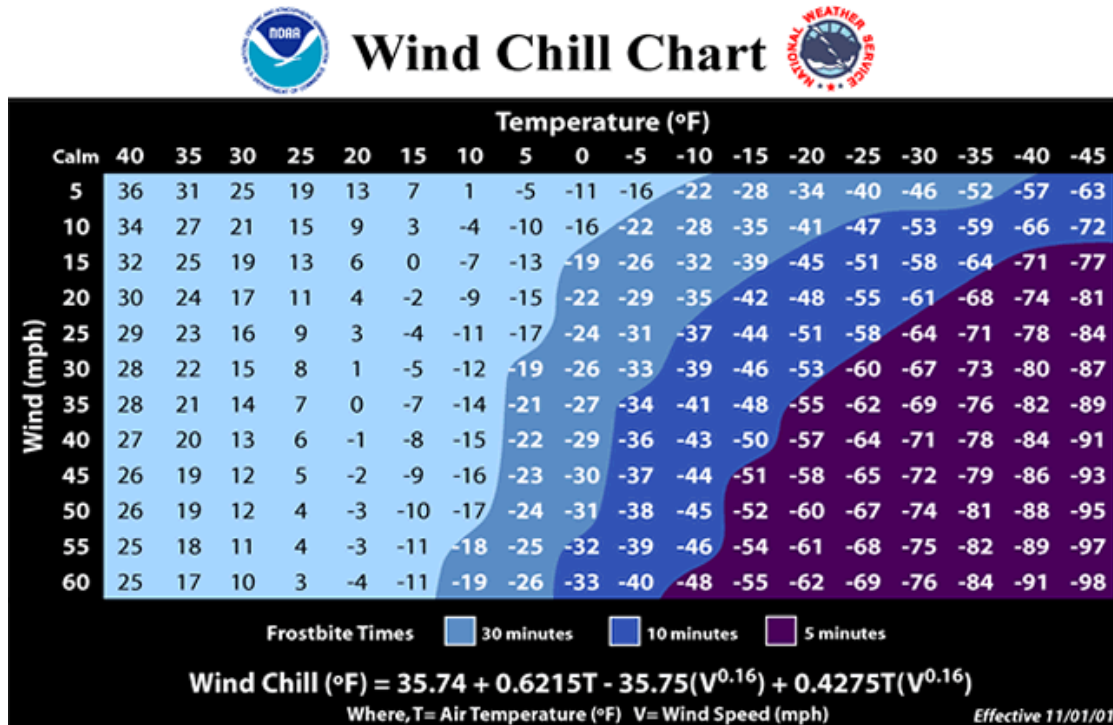 NOAA
NATIONAL OCEANIC AND ATMOSPHERIC ADMINISTRATION
U.S. DEPARTMENT OF COMMERCE
Wind Chill Chart
NATIONAL WEATHER SERVICE
Temperature (ºF)
Calm 40 35 30 25 20 15 10 5 0 -5 -10 -15 -20 -25 -30 -35 -40 -45
Wind (mph)
5 36 31 25 19 13 7 1 -5 -11 -16 -22 -28 -34 -40 -46 -52 -57 -63
10 34 27 21 15 9 3 -4 -10 -16 -22 -28 -35 -41 -47 -53 -59 -66 -72
15 32 25 19 13 6 0 -7 -13 -19 -26 -32 -39 -45 -51 -58 -64 -71 -77
20 30 24 17 11 4 -2 -9 -15 -22 -29 -35 -42 -48 -55 -61 -68 -74 -81
25 29 23 16 9 3 -4 -11 -17 -24 -31 -37 -44 -51 -58 -64 -71 -78 -84
30 28 22 15 8 1 -5 -12 -19 -26 -33 -39 -46 -53 -60 -67 -73 -80 -87
35 28 21 14 7 0 -7 -14 -21 -27 -34 -41 -48 -55 -62 -69 -76 -82 -89
40 27 20 13 6 -1 -8 -15 -22 -29 -36 -43 -50 -57 -64 -71 -78 -84 -91
45 26 19 12 5 -2 -9 -16 -23 -30 -37 -44 -51 -58 -65 -72 -79 -86 -93
50 26 19 12 4 -3 -10 -17 -24 -31 -38 -45 -52 -60 -67 -74 -81 -88 -95
55 25 18 11 4 -3 -11 -18 -25 -32 -39 -46 -54 -61 -68 -75 -82 -89 -97
60 25 17 10 3 -4 -11 -19 -26 -33 -40 -48 -55 -62 -69 -76 -84 -91 -98
Frostbite Times 30 minutes 10 minutes 5 minutes
Wind Chill (ºF) = 35.74 + 0.6215T - 35.75(V^0.16) + 0.4275T(V^0.16)
Where, T= Air Temperature (ºF) V= Wind Speed (mph) Effective 11/01/01